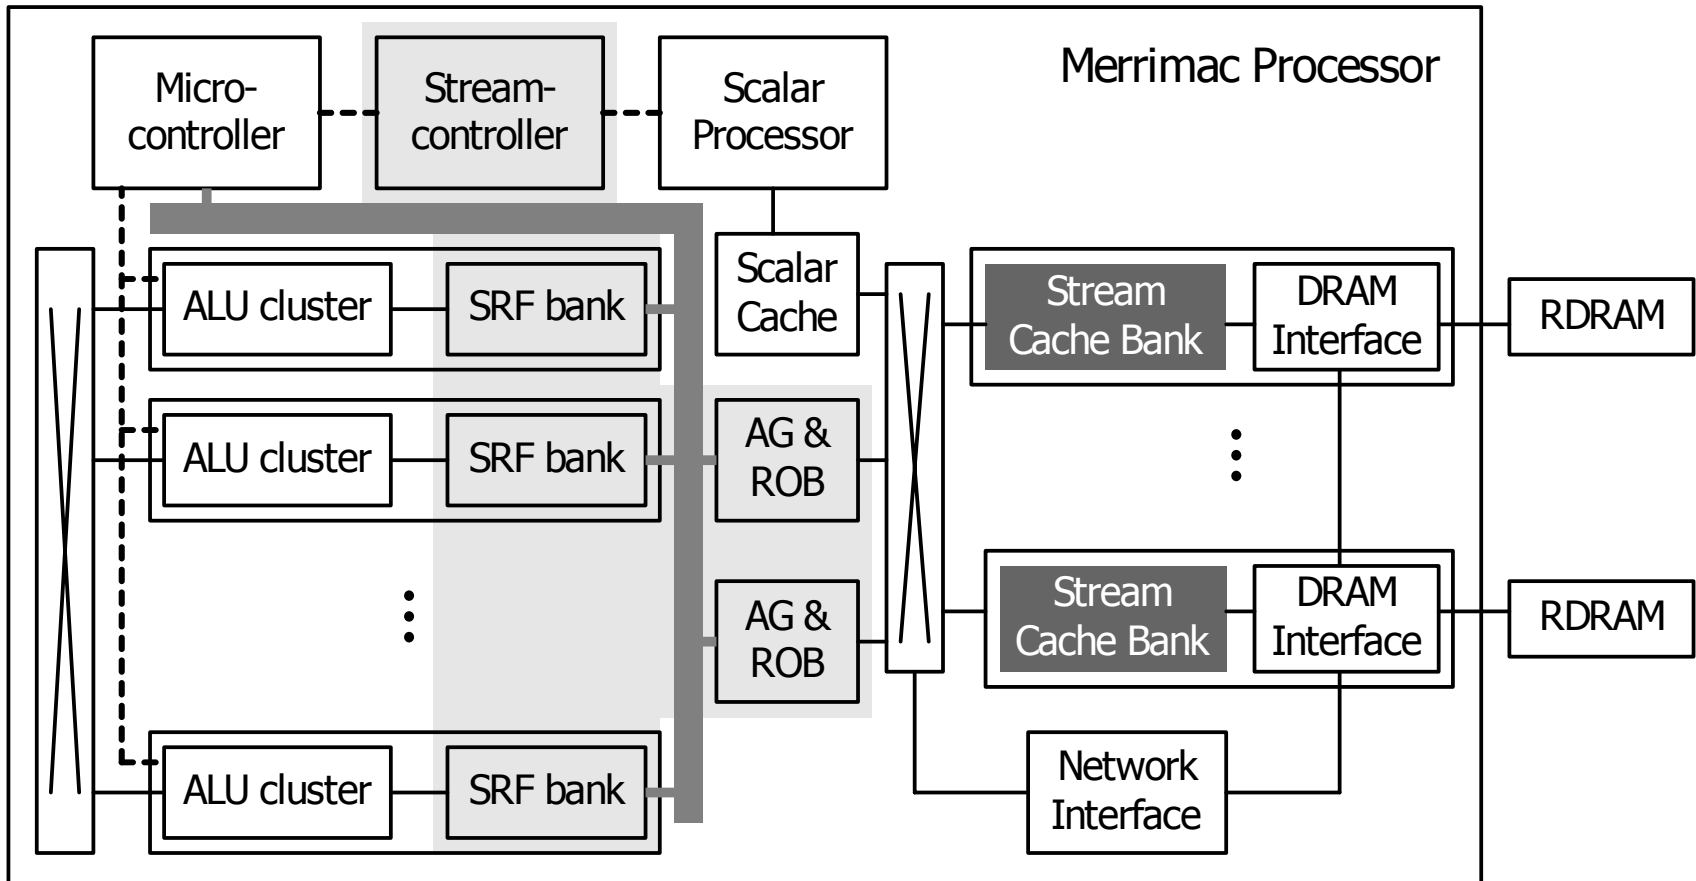 Merrimac Processor
Micro-
controller
Stream-
controller
Scalar
Processor
Scalar
Cache
ALU cluster
SRF bank
Stream
Cache Bank
DRAM
Interface
RDRAM
ALU cluster
SRF bank
AG &
ROB
AG &
ROB
Stream
Cache Bank
DRAM
Interface
RDRAM
ALU cluster
SRF bank
Network
Interface